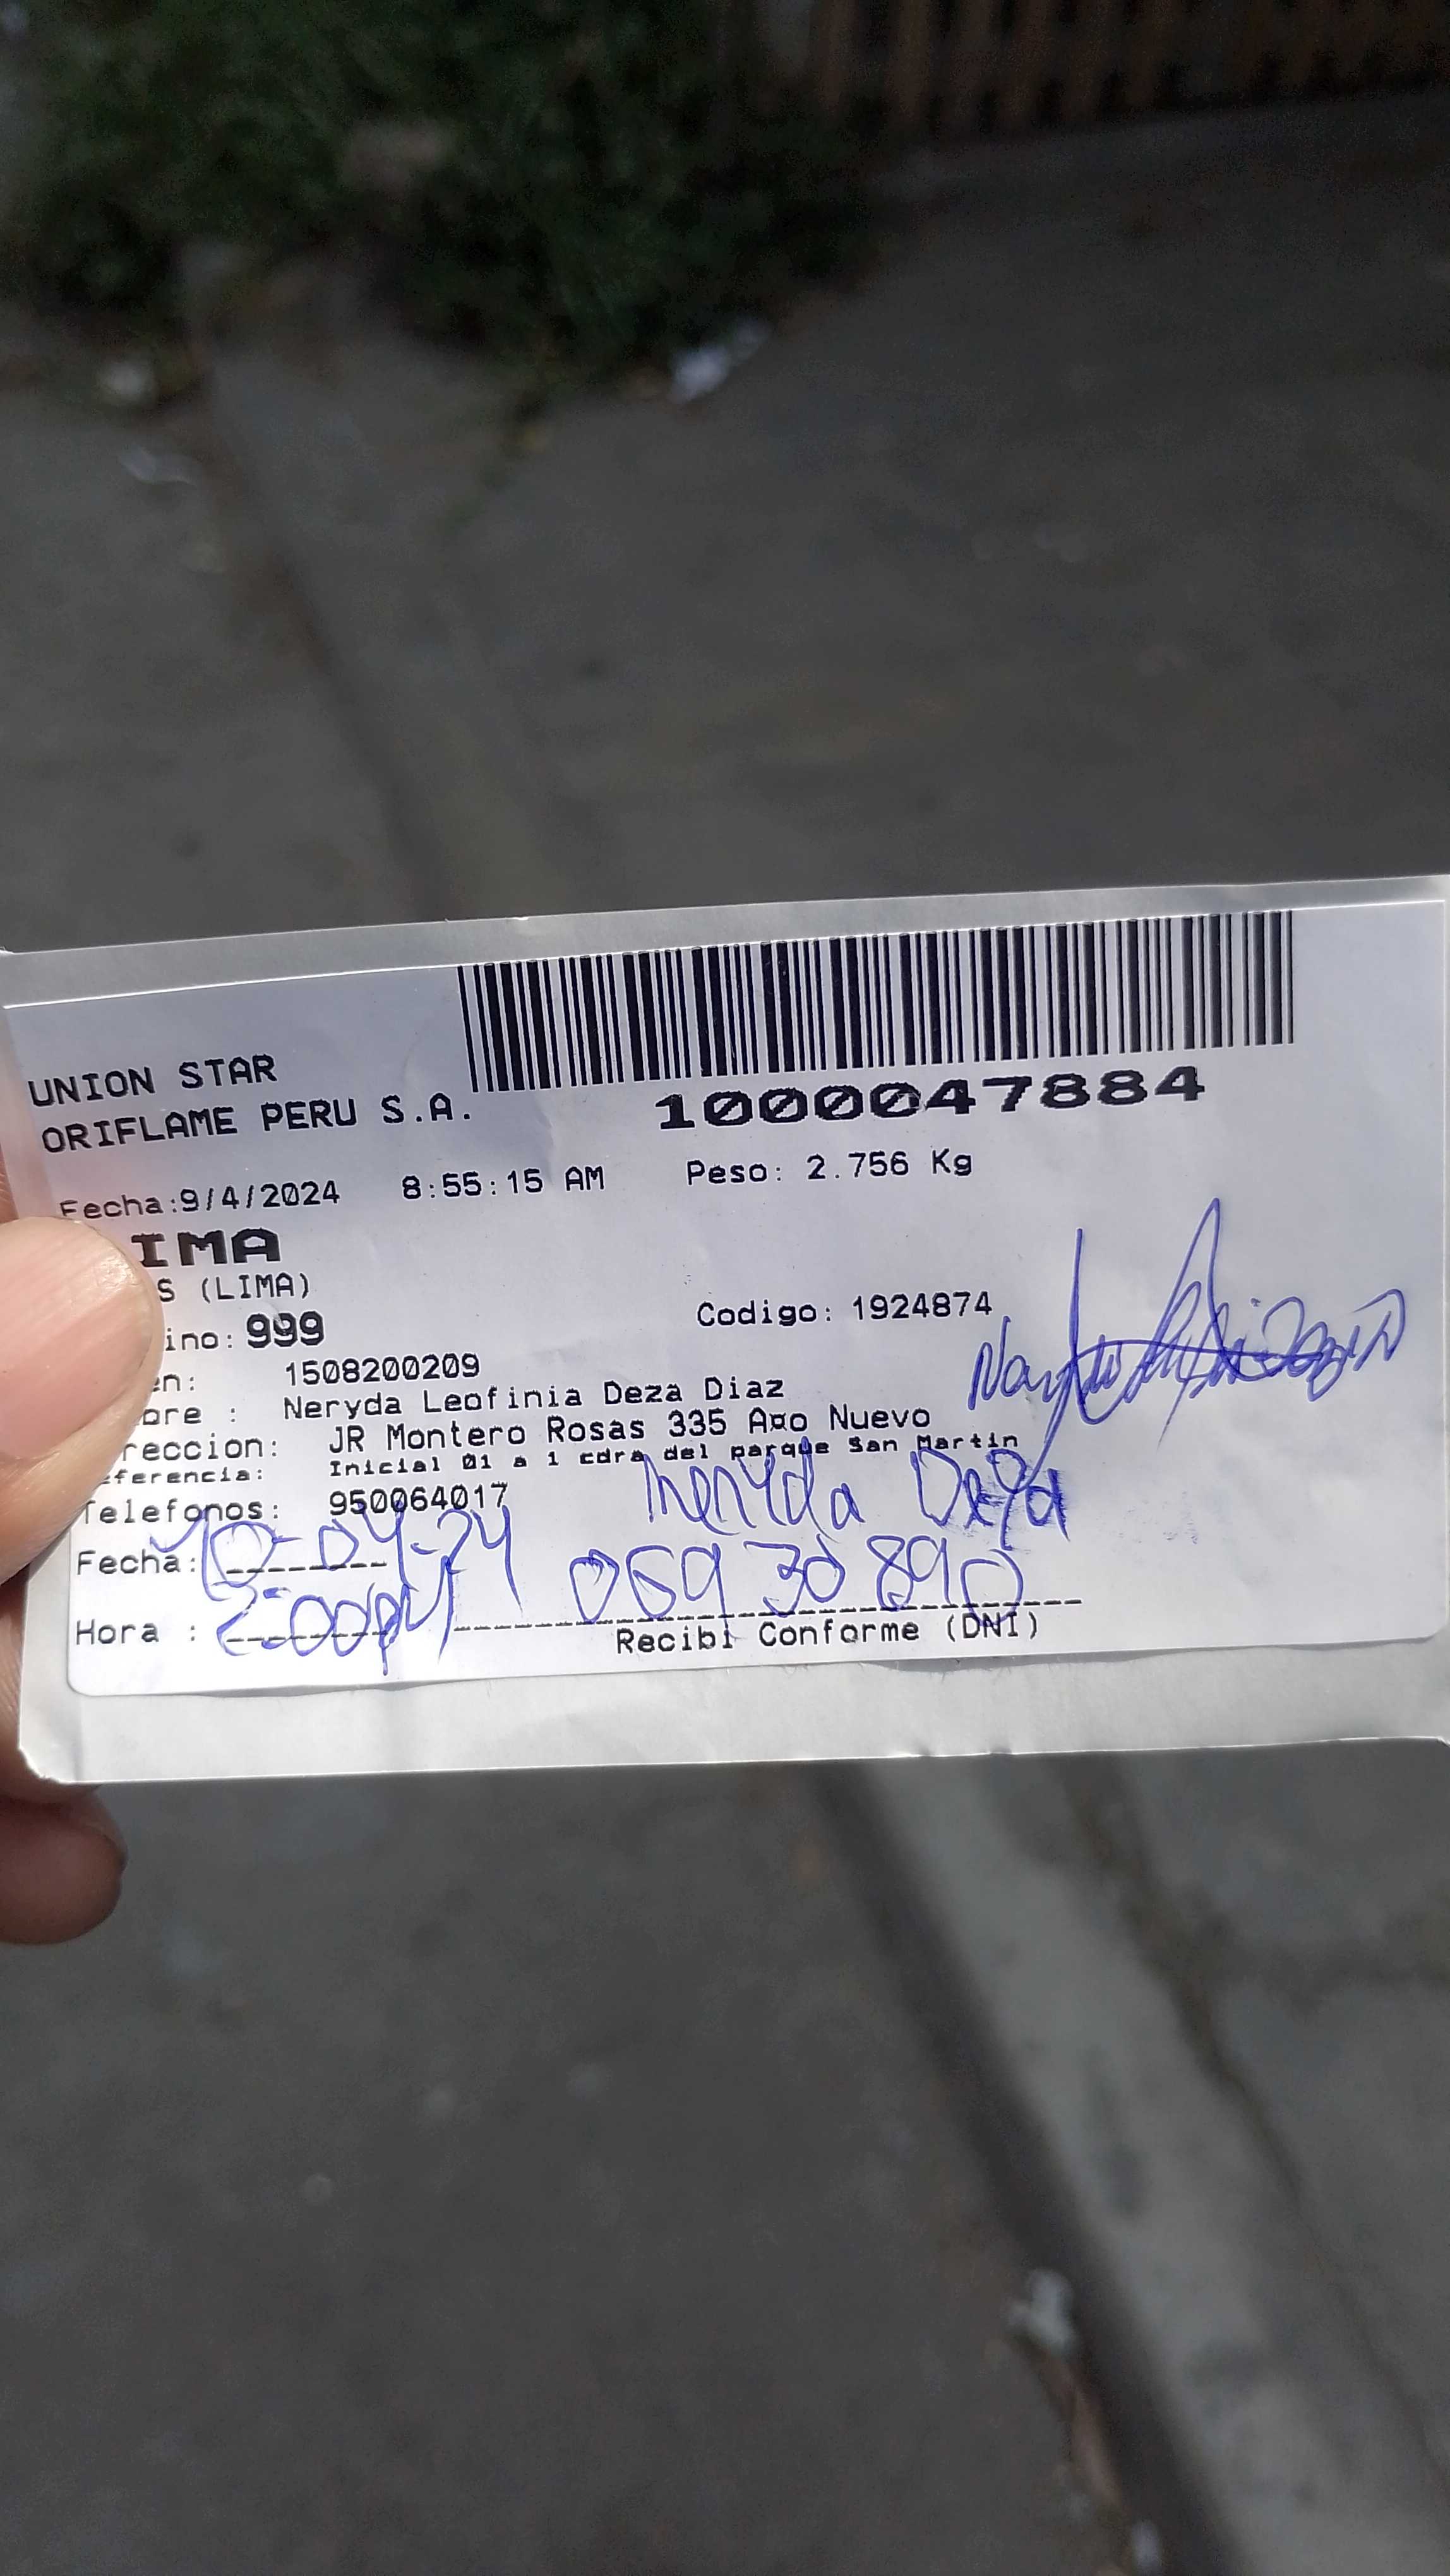 UNION STAR
ORIFLAME PERU S.A.
1000047884
Fecha:9/4/2024 8:55:15 AM Peso: 2.756 Kg
IMA
S (LIMA)
ino: 999 Codigo: 1924874
en: 1508200209
bre : Neryda Leofinia Deza Diaz
reccion: JR Montero Rosas 335 A¤o Nuevo
eferencia: Inicial 01 a 1 cdra del parque San Martin
Telefonos: 950064017 neryda Deza
Fecha: 10-04-24 06930890
Hora : 2:00pm
Recibi Conforme (DNI)